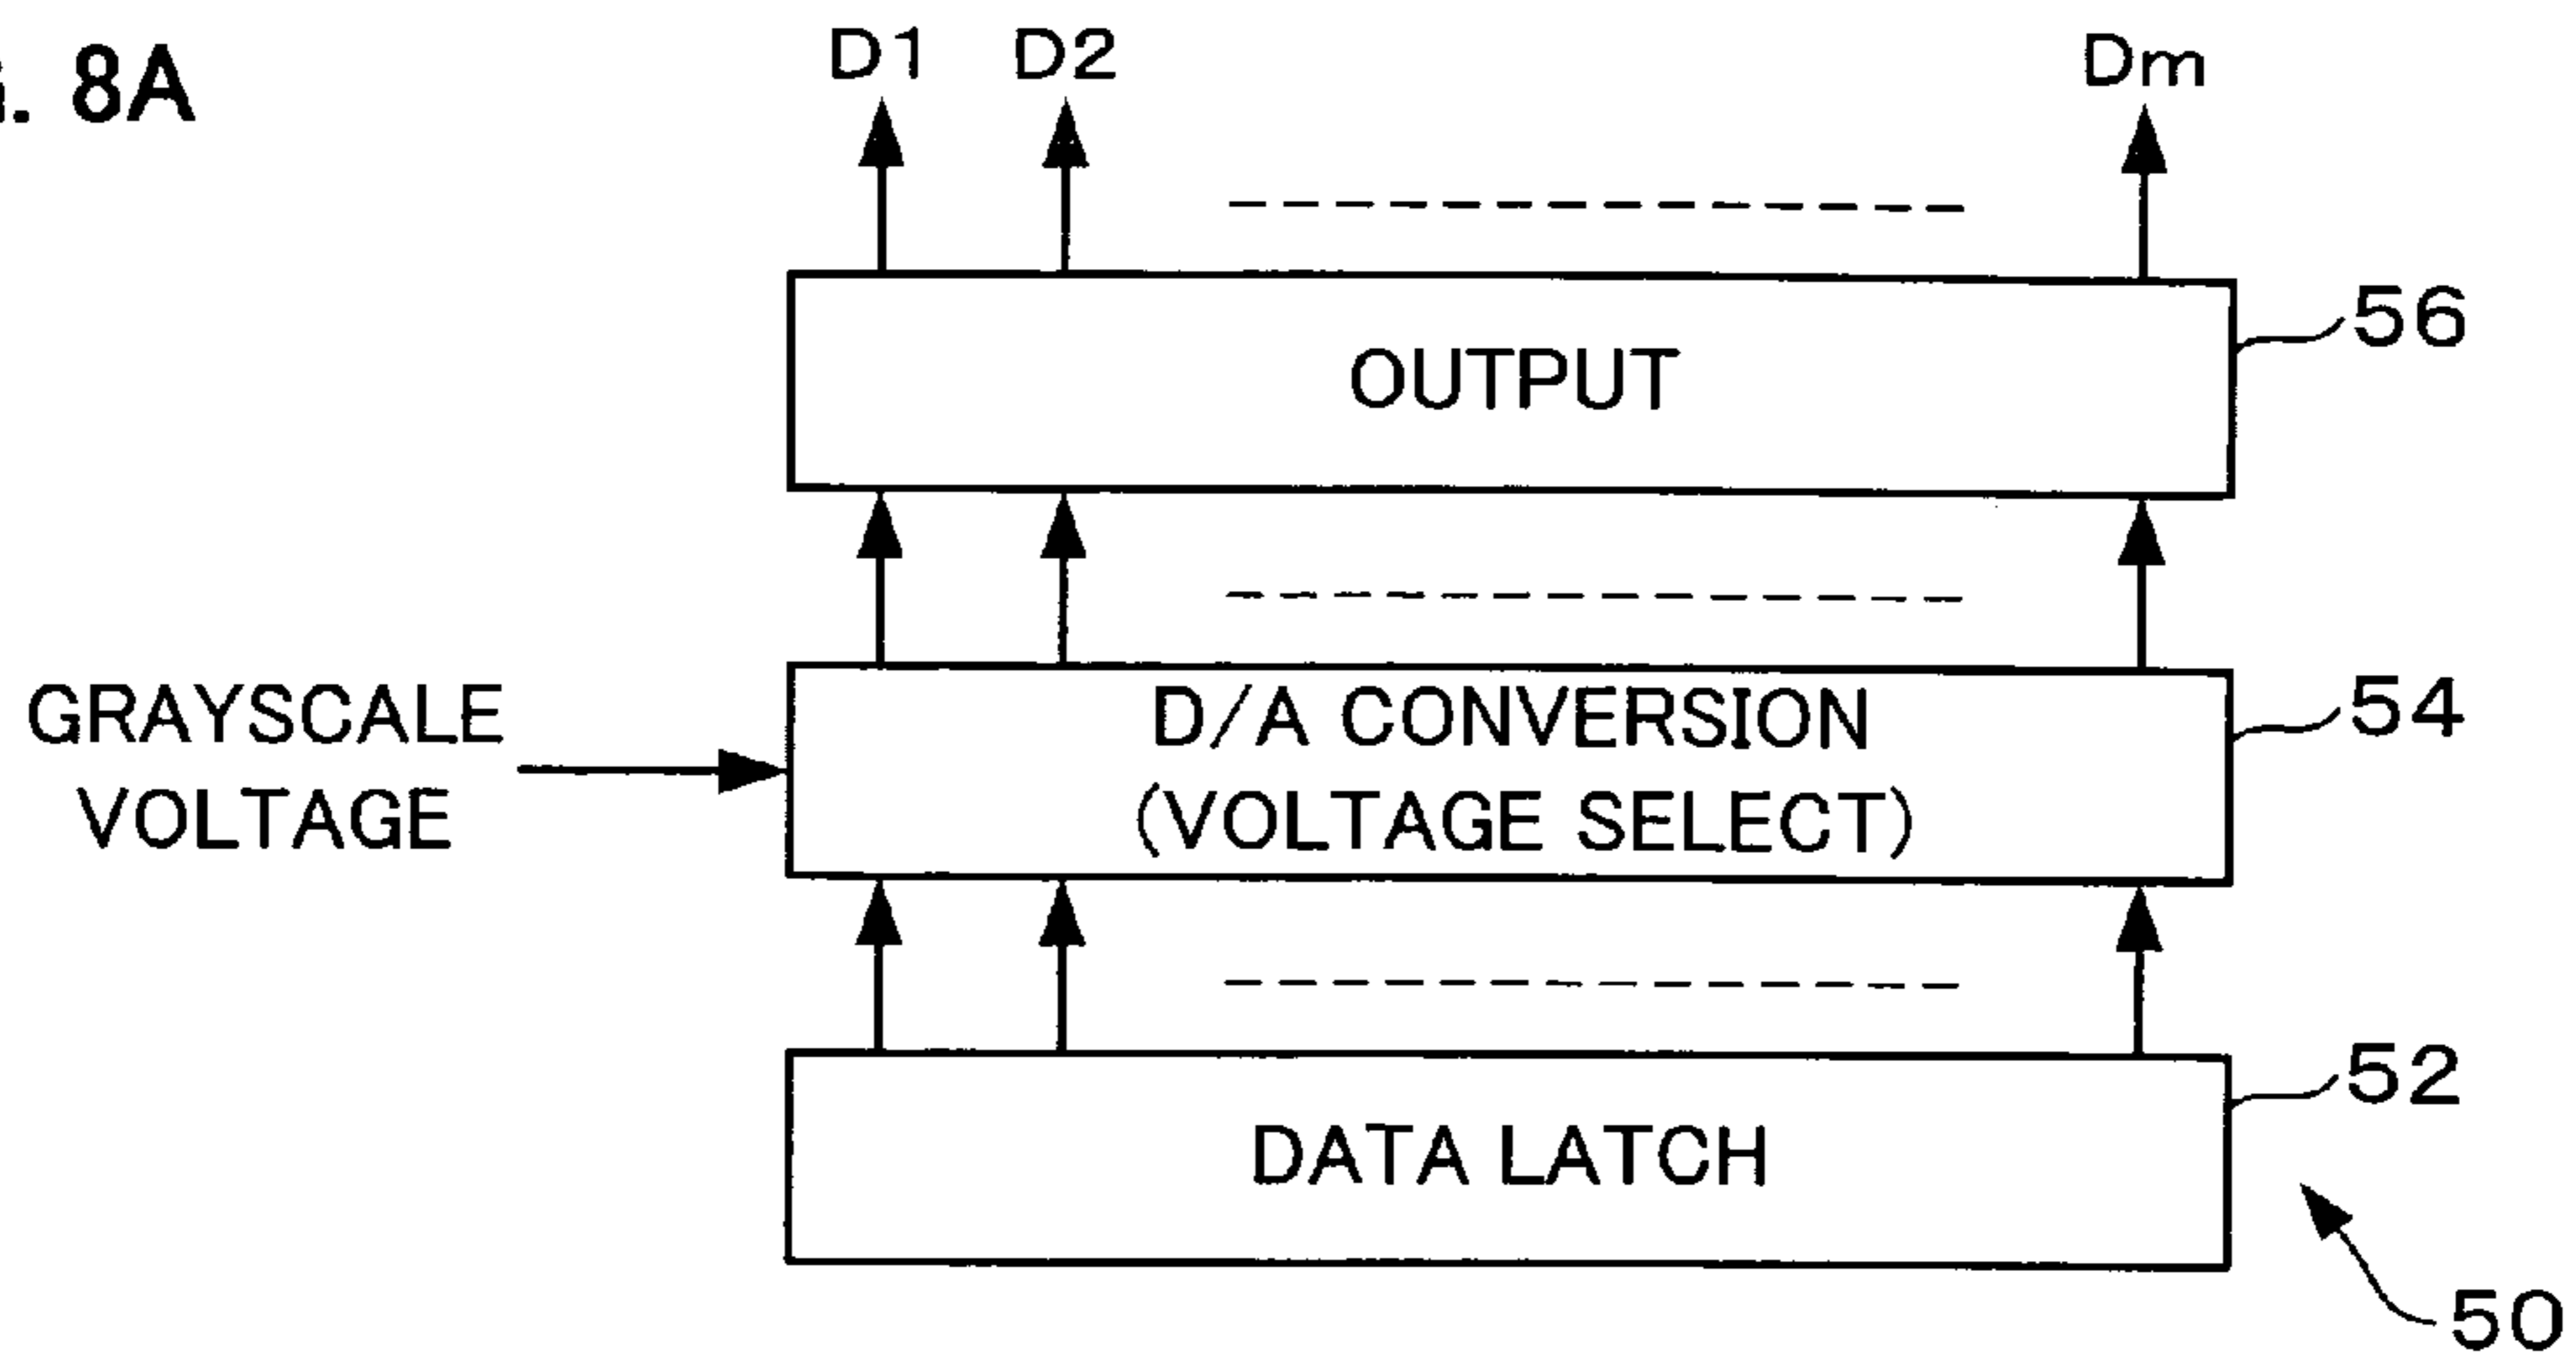 . 8A
D1 D2 Dm
OUTPUT
56
GRAYSCALE
VOLTAGE
D/A CONVERSION
(VOLTAGE SELECT)
54
DATA LATCH
52
50